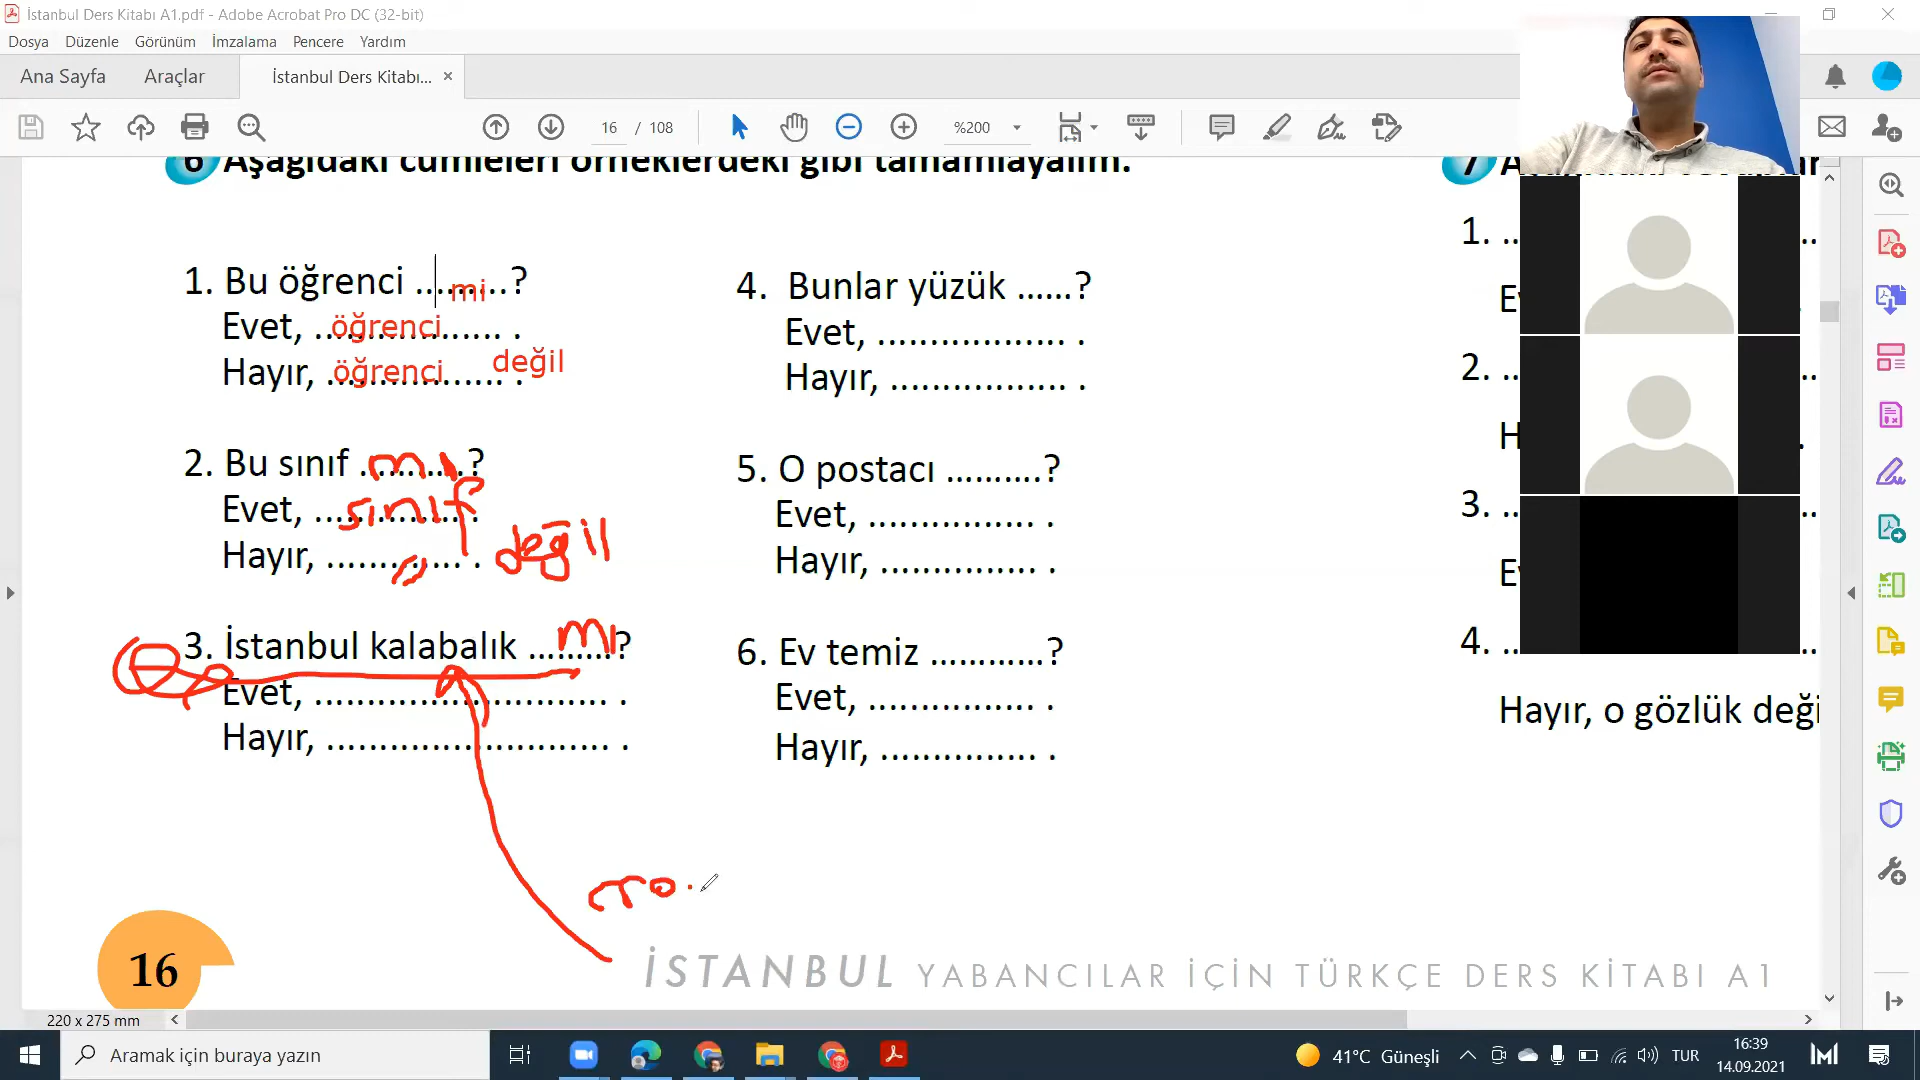 İstanbul Ders Kitabı A1.pdf - Adobe Acrobat Pro DC (32-bit)
Dosya Düzenle Görünüm İmzalama Pencere Yardım
Ana Sayfa Araçlar İstanbul Ders Kitabı... ×
16 / 108 %200
6 Aşağıdaki cümleleri örneklerdeki gibi tamamlayalım.
1. Bu öğrenci ......... mi ?
Evet, öğrenci .
Hayır, öğrenci değil .
2. Bu sınıf mı ?
Evet, sınıf .
Hayır, ............. . değil
3. İstanbul kalabalık ......... mı ?
Evet, ............................ .
Hayır, ........................... .
4. Bunlar yüzük ......?
Evet, .................. .
Hayır, ................. .
5. O postacı ..........?
Evet, ................ .
Hayır, ............... .
6. Ev temiz ...........?
Evet, ................ .
Hayır, ............... .
7
1. ..
2. ..
3. ..
4. ..
Hayır, o gözlük deği
16
İSTANBUL YABANCILAR İÇİN TÜRKÇE DERS KİTABI A1
220 x 275 mm
Aramak için buraya yazın
41°C Güneşli
TUR
16:39
14.09.2021